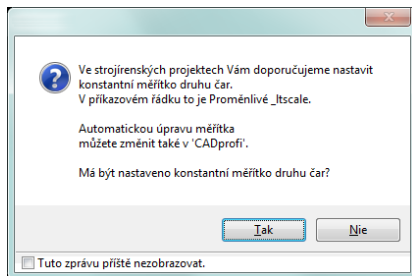 Ve strojírenských projektech Vám doporučujeme nastavit
konstantní měřítko druhu čar.
V příkazovém řádku to je Proměnlivé _ltscale.
Automatickou úpravu měřítka
můžete změnit také v 'CADprofi'.
Má být nastaveno konstantní měřítko druhu čar?
Tak
Nie
Tuto zprávu příště nezobrazovat.